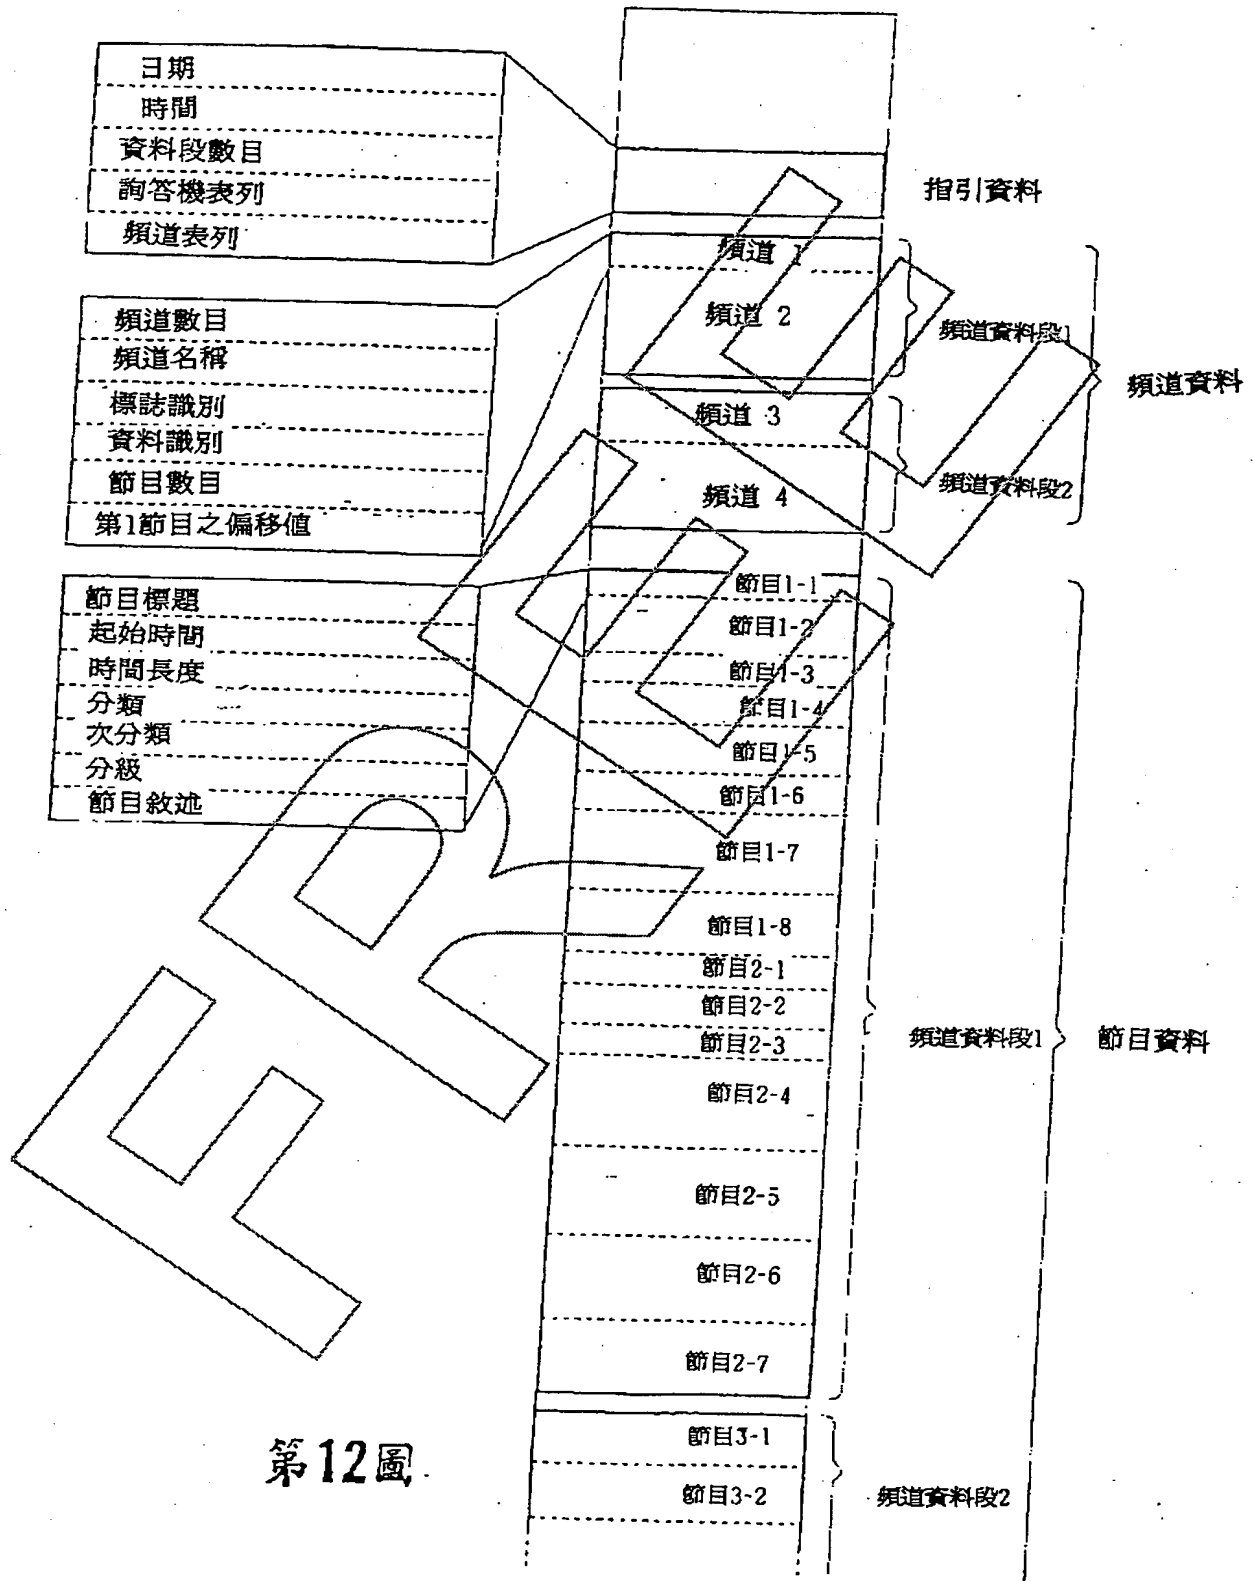 日期
時間
資料段數目
詢答機表列
頻道表列
指引資料
頻道數目
頻道名稱
標誌識別
資料識別
節目數目
第1節目之偏移値
頻道 1
頻道 2
頻道資料段1
頻道 3
頻道 4
頻道資料段2
頻道資料
節目標題
起始時間
時間長度
分類
次分類
分級
節目敘述
節目1-1
節目1-2
節目1-3
節目1-4
節目1-5
節目1-6
節目1-7
節目1-8
節目2-1
節目2-2
節目2-3
節目2-4
節目2-5
節目2-6
節目2-7
頻道資料段1
節目資料
節目3-1
節目3-2
頻道資料段2
第12圖